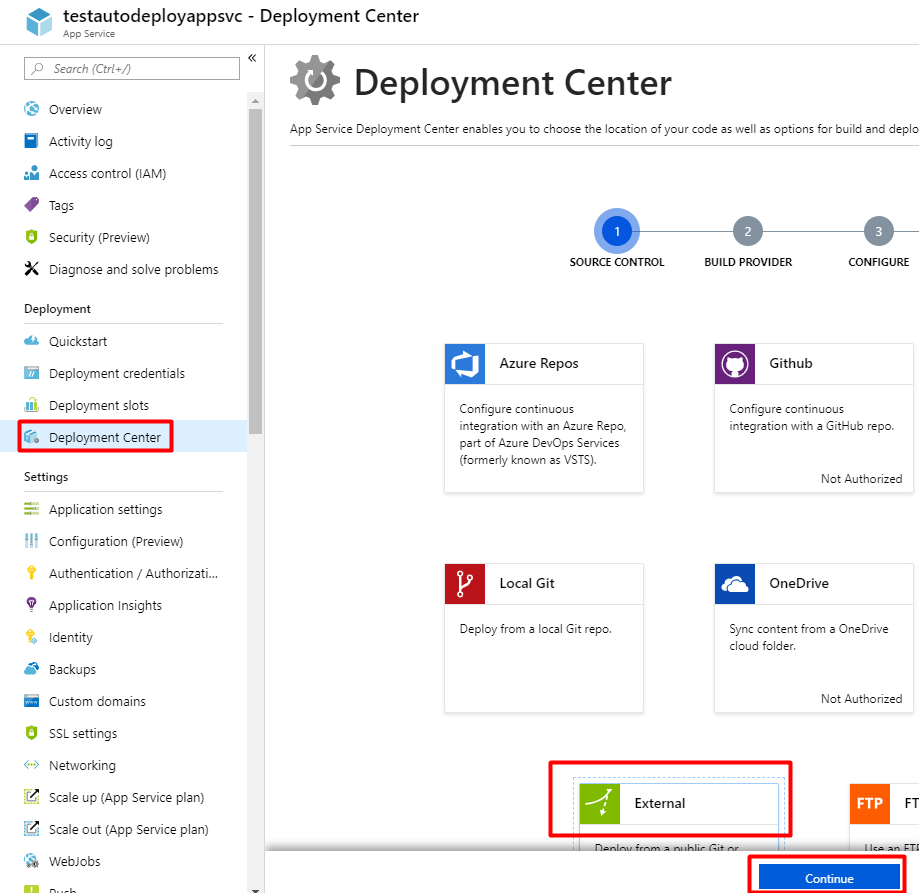 testautodeployappsvc - Deployment Center
App Service
Search (Ctrl+/)
«
Overview
Activity log
Access control (IAM)
Tags
Security (Preview)
Diagnose and solve problems
Deployment
Quickstart
Deployment credentials
Deployment slots
Deployment Center
Settings
Application settings
Configuration (Preview)
Authentication / Authorizati...
Application Insights
Identity
Backups
Custom domains
SSL settings
Networking
Scale up (App Service plan)
Scale out (App Service plan)
WebJobs
Push
Deployment Center
App Service Deployment Center enables you to choose the location of your code as well as options for build and deplo
1
2
3
SOURCE CONTROL
BUILD PROVIDER
CONFIGURE
Azure Repos
Configure continuous
integration with an Azure Repo,
part of Azure DevOps Services
(formerly known as VSTS).
Github
Configure continuous
integration with a GitHub repo.
Not Authorized
Local Git
Deploy from a local Git repo.
OneDrive
Sync content from a OneDrive
cloud folder.
Not Authorized
External
Deploy from a public Git or
FTP
FT
Use an FTP
Continue